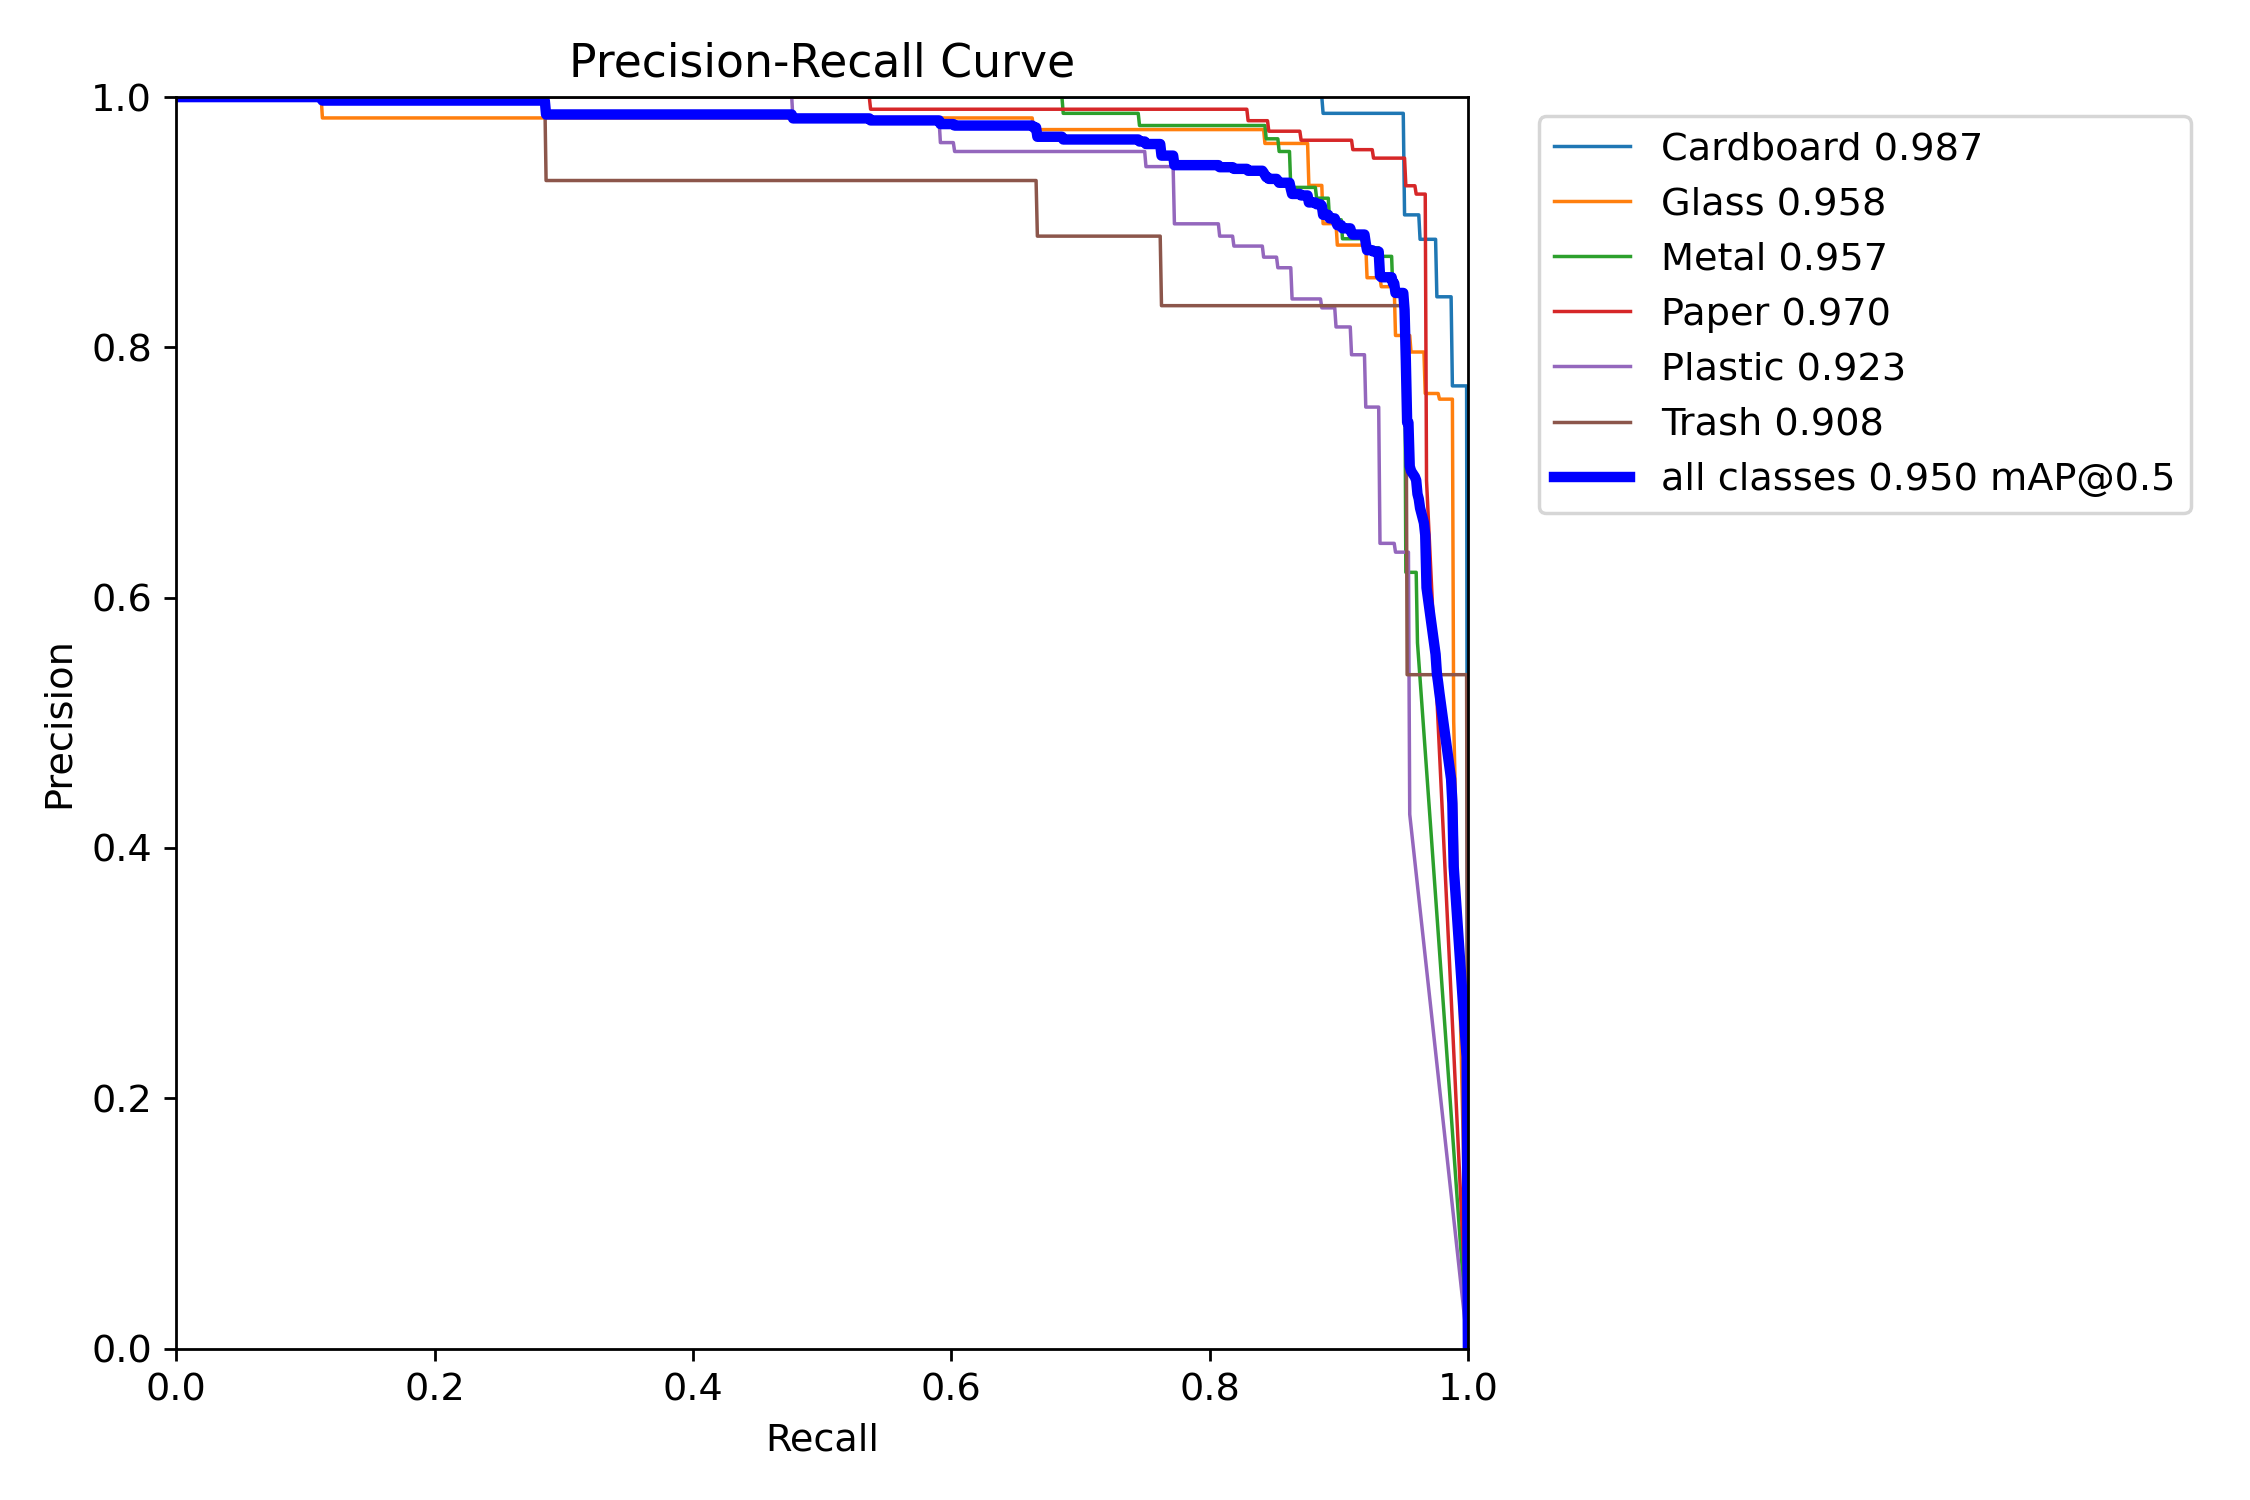 Precision-Recall Curve
1.0
0.8
0.6
0.4
0.2
0.0
Precision
0.0 0.2 0.4 0.6 0.8 1.0
Recall
Cardboard 0.987
Glass 0.958
Metal 0.957
Paper 0.970
Plastic 0.923
Trash 0.908
all classes 0.950 mAP@0.5